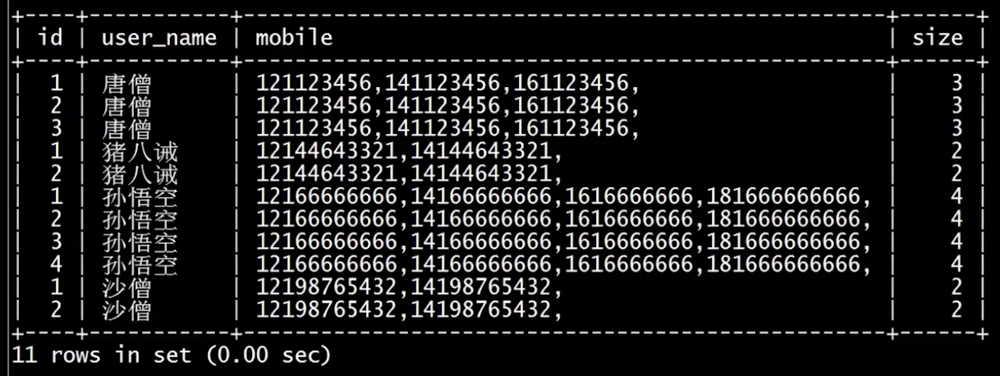 +----+-----------+---------------------------------------------------+------+
| id | user_name | mobile                                            | size |
+----+-----------+---------------------------------------------------+------+
|  1 | 唐僧      | 121123456,141123456,161123456,                    |    3 |
|  2 | 唐僧      | 121123456,141123456,161123456,                    |    3 |
|  3 | 唐僧      | 121123456,141123456,161123456,                    |    3 |
|  1 | 猪八诫    | 12144643321,14144643321,                          |    2 |
|  2 | 猪八诫    | 12144643321,14144643321,                          |    2 |
|  1 | 孙悟空    | 12166666666,14166666666,1616666666,181666666666,  |    4 |
|  2 | 孙悟空    | 12166666666,14166666666,1616666666,181666666666,  |    4 |
|  3 | 孙悟空    | 12166666666,14166666666,1616666666,181666666666,  |    4 |
|  4 | 孙悟空    | 12166666666,14166666666,1616666666,181666666666,  |    4 |
|  1 | 沙僧      | 12198765432,14198765432,                          |    2 |
|  2 | 沙僧      | 12198765432,14198765432,                          |    2 |
+----+-----------+---------------------------------------------------+------+
11 rows in set (0.00 sec)